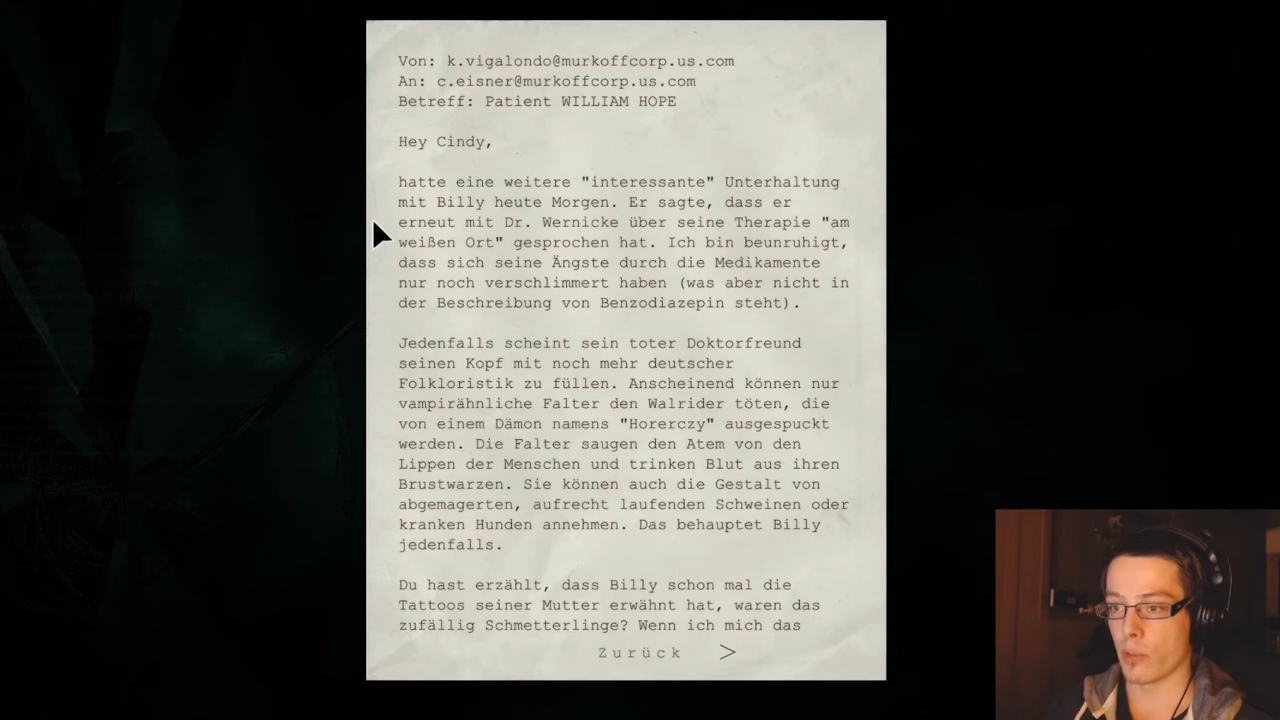 Von: k.vigalondo@murkoffcorp.us.com
An: c.eisner@murkoffcorp.us.com
Betreff: Patient WILLIAM HOPE
Hey Cindy,
hatte eine weitere "interessante" Unterhaltung
mit Billy heute Morgen. Er sagte, dass er
erneut mit Dr. Wernicke über seine Therapie "am
weißen Ort" gesprochen hat. Ich bin beunruhigt,
dass sich seine Ängste durch die Medikamente
nur noch verschlimmert haben (was aber nicht in
der Beschreibung von Benzodiazepin steht).
Jedenfalls scheint sein toter Doktorfreund
seinen Kopf mit noch mehr deutscher
Folkloristik zu füllen. Anscheinend können nur
vampirähnliche Falter den Walrider töten, die
von einem Dämon namens "Horerczy" ausgespuckt
werden. Die Falter saugen den Atem von den
Lippen der Menschen und trinken Blut aus ihren
Brustwarzen. Sie können auch die Gestalt von
abgemagerten, aufrecht laufenden Schweinen oder
kranken Hunden annehmen. Das behauptet Billy
jedenfalls.
Du hast erzählt, dass Billy schon mal die
Tattoos seiner Mutter erwähnt hat, waren das
zufällig Schmetterlinge? Wenn ich mich das
Zurück >